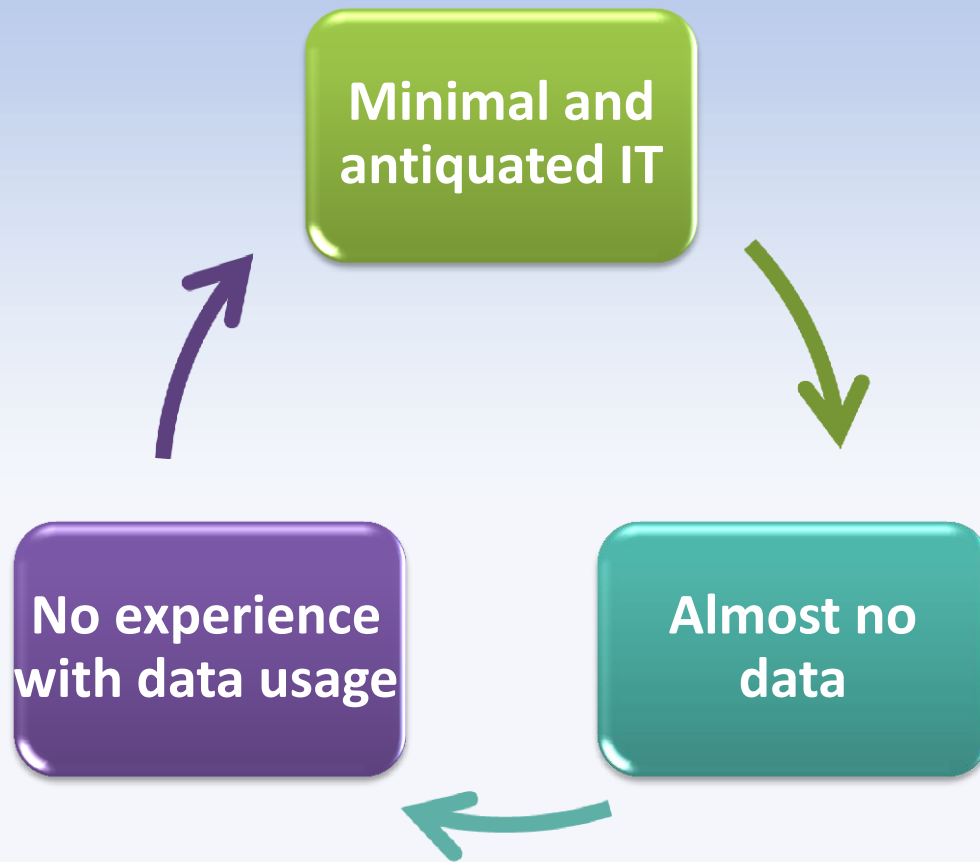 Minimal and
antiquated IT
No experience
with data usage
Almost no
data